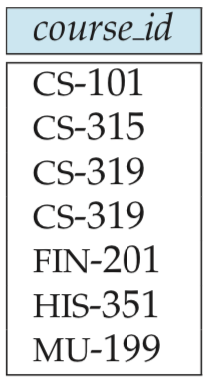 course_id
CS-101
CS-315
CS-319
CS-319
FIN-201
HIS-351
MU-199